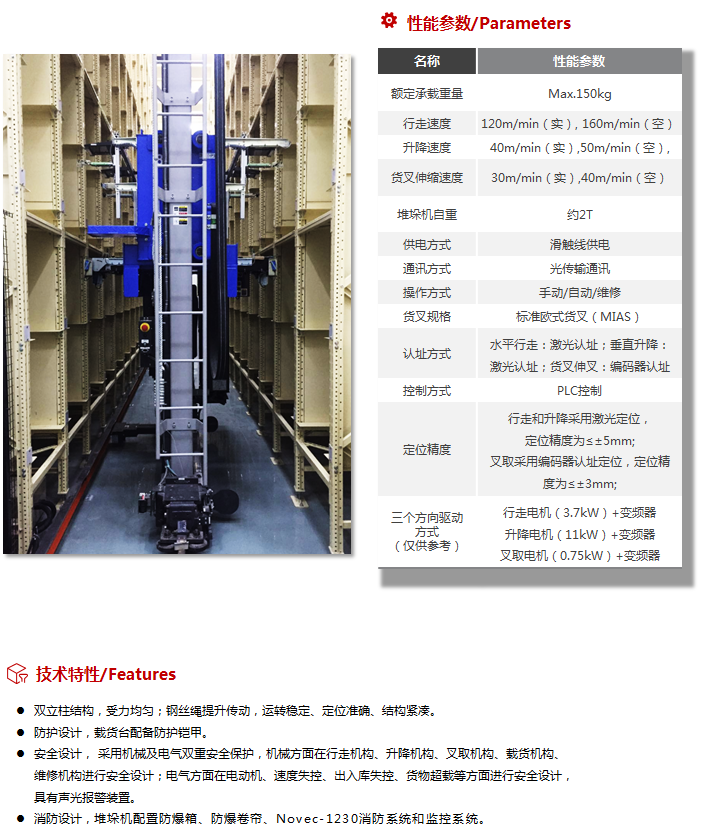 性能参数/Parameters
名称 性能参数
额定承载重量 Max.150kg
行走速度 120m/min（实）, 160m/min（空）
升降速度 40m/min（实）,50m/min（空）,
货叉伸缩速度 30m/min（实）,40m/min（空）
堆垛机自重 约2T
供电方式 滑触线供电
通讯方式 光传输通讯
操作方式 手动/自动/维修
货叉规格 标准欧式货叉（MIAS）
认址方式 水平行走：激光认址；垂直升降：
激光认址；货叉伸叉：编码器认址
控制方式 PLC控制
定位精度 行走和升降采用激光定位，
定位精度为≤±5mm;
叉取采用编码器认址定位，定位精
度为≤±3mm;
三个方向驱动 行走电机（3.7kW）+变频器
方式 升降电机（11kW）+变频器
（仅供参考） 叉取电机（0.75kW）+变频器
技术特性/Features
● 双立柱结构，受力均匀；钢丝绳提升传动，运转稳定、定位准确、结构紧凑。
● 防护设计，载货台配备防护铠甲。
● 安全设计， 采用机械及电气双重安全保护，机械方面在行走机构、升降机构、叉取机构、载货机构、
维修机构进行安全设计；电气方面在电动机、速度失控、出入库失控、货物超载等方面进行安全设计，
具有声光报警装置。
● 消防设计，堆垛机配置防爆箱、防爆卷帘、Novec-1230消防系统和监控系统。